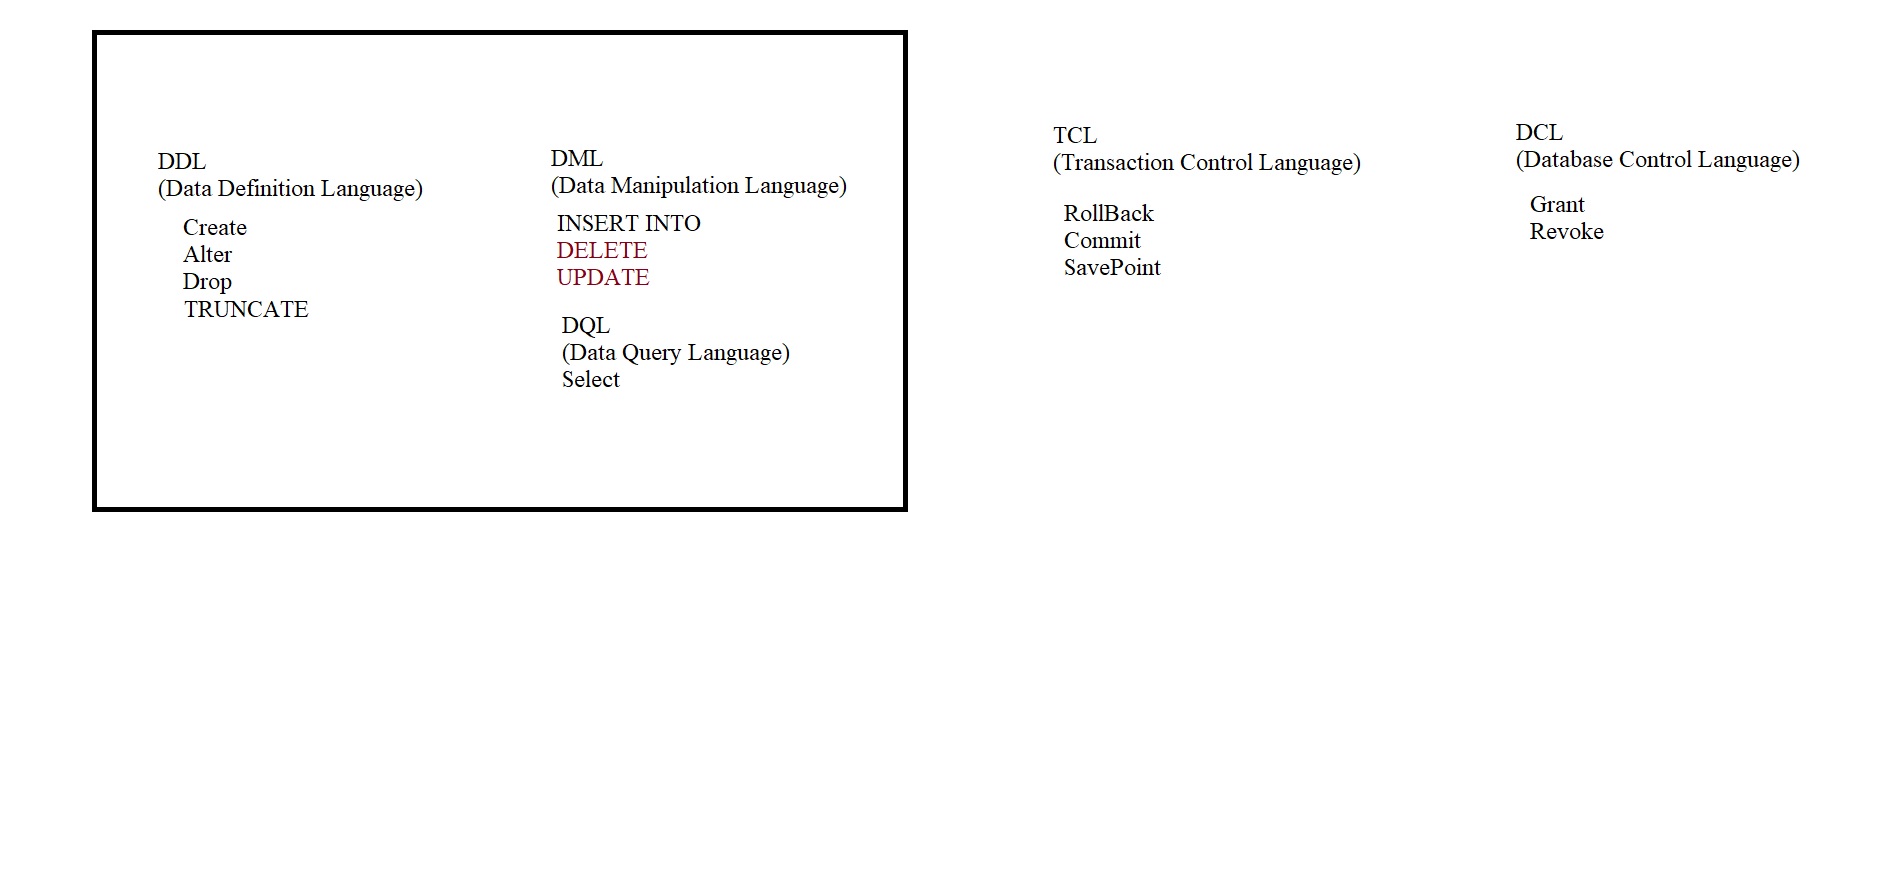 DDL
(Data Definition Language)
Create
Alter
Drop
TRUNCATE
DML
(Data Manipulation Language)
INSERT INTO
DELETE
UPDATE
DQL
(Data Query Language)
Select
TCL
(Transaction Control Language)
RollBack
Commit
SavePoint
DCL
(Database Control Language)
Grant
Revoke